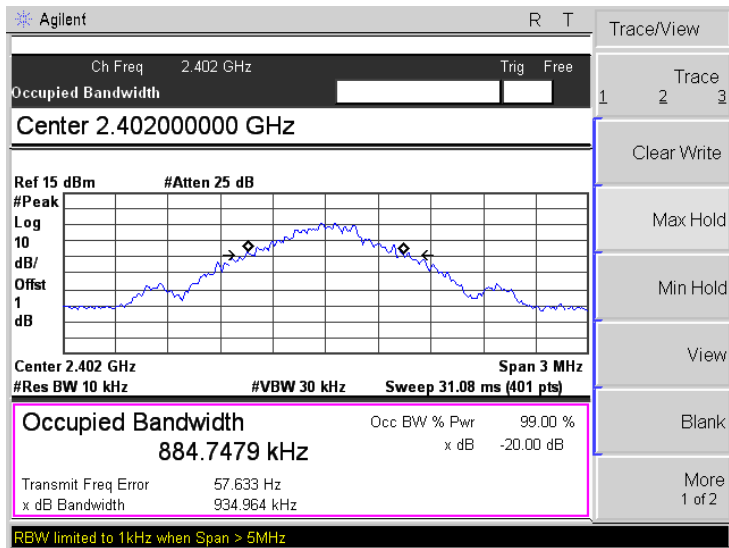 Agilent R T
Ch Freq 2.402 GHz Trig Free
Occupied Bandwidth
Center 2.402000000 GHz
Ref 15 dBm #Atten 25 dB
#Peak
Log
10
dB/
Offst
1
dB
Center 2.402 GHz Span 3 MHz
#Res BW 10 kHz #VBW 30 kHz Sweep 31.08 ms (401 pts)
Occupied Bandwidth
884.7479 kHz
Occ BW % Pwr 99.00 %
x dB -20.00 dB
Transmit Freq Error 57.633 Hz
x dB Bandwidth 934.964 kHz
RBW limited to 1kHz when Span > 5MHz
Trace/View
Trace
1 2 3
Clear Write
Max Hold
Min Hold
View
Blank
More
1 of 2